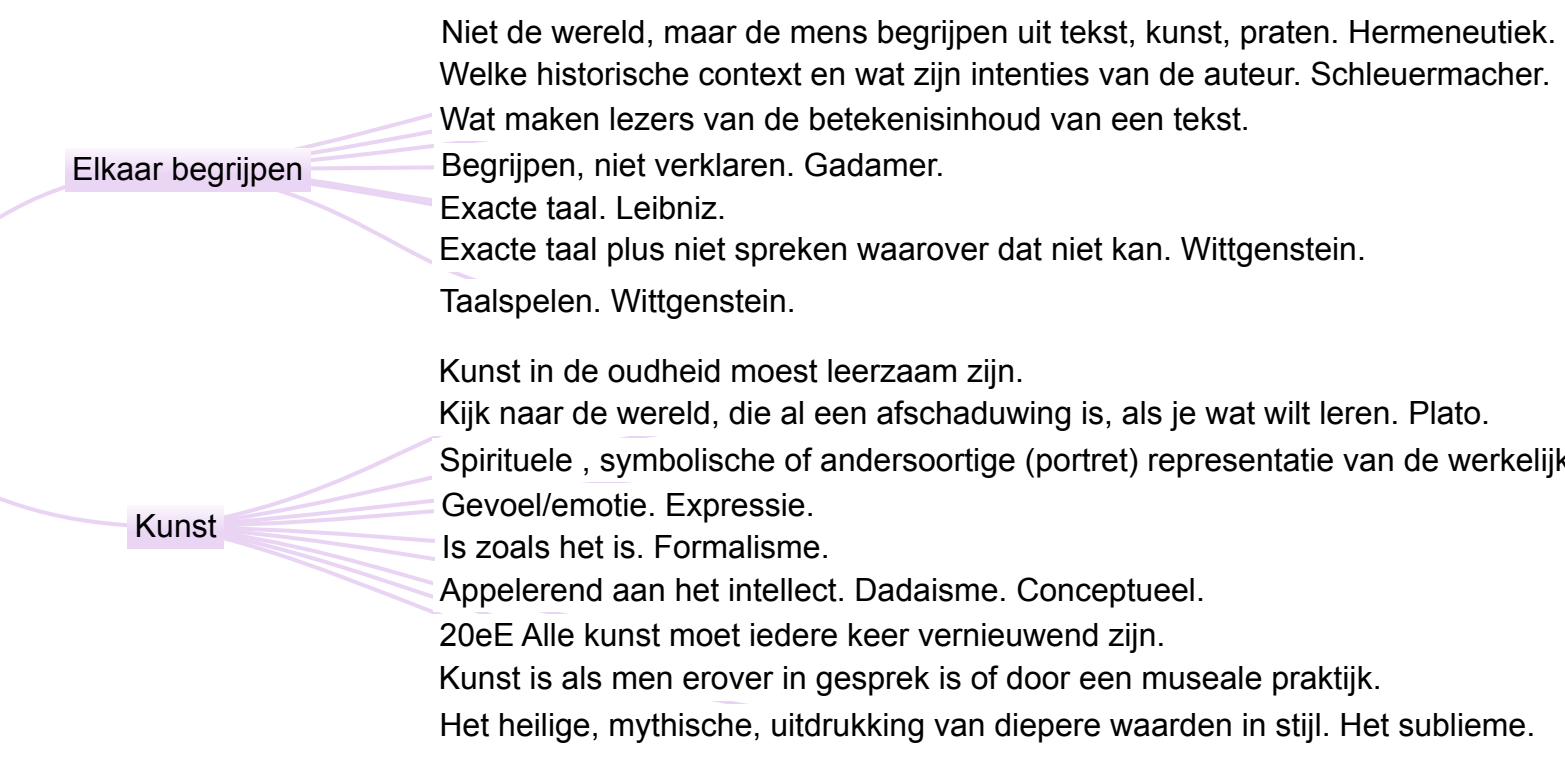 Niet de wereld, maar de mens begrijpen uit tekst, kunst, praten. Hermeneutiek.
Welke historische context en wat zijn intenties van de auteur. Schleuermacher.
Wat maken lezers van de betekenisinhoud van een tekst.
Elkaar begrijpen
Begrijpen, niet verklaren. Gadamer.
Exacte taal. Leibniz.
Exacte taal plus niet spreken waarover dat niet kan. Wittgenstein.
Taalspelen. Wittgenstein.
Kunst in de oudheid moest leerzaam zijn.
Kijk naar de wereld, die al een afschaduwing is, als je wat wilt leren. Plato.
Spirituele , symbolische of andersoortige (portret) representatie van de werkelijk
Gevoel/emotie. Expressie.
Kunst
Is zoals het is. Formalisme.
Appelerend aan het intellect. Dadaisme. Conceptueel.
20eE Alle kunst moet iedere keer vernieuwend zijn.
Kunst is als men erover in gesprek is of door een museale praktijk.
Het heilige, mythische, uitdrukking van diepere waarden in stijl. Het sublieme.